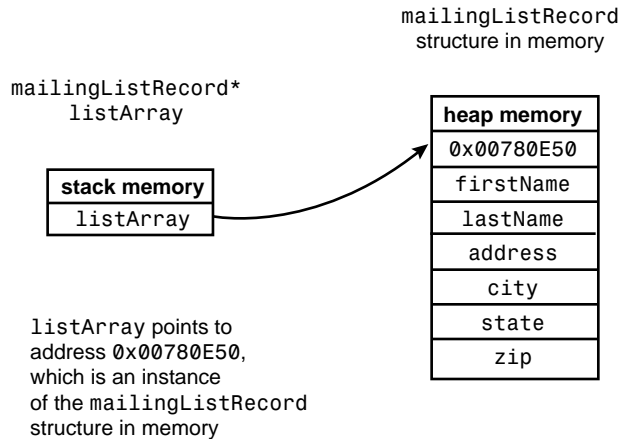 mailingListRecord
structure in memory
mailingListRecord*
listArray
heap memory
0x00780E50
firstName
lastName
address
city
state
zip
stack memory
listArray
listArray points to
address 0x00780E50,
which is an instance
of the mailingListRecord
structure in memory